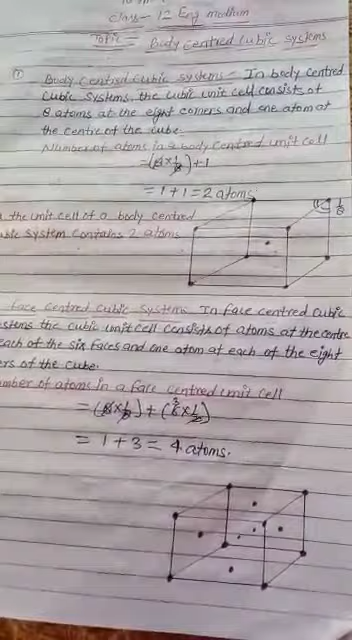 Class- 12 Eng medium
Topic = Body Centred Cubic systems
① Body Centred Cubic systems - In body centred
cubic systems, the cubic unit cell consists of
8 atoms at the eight corners and one atom at
the centre of the cube.
Number of atoms in a body centred unit cell
= (8 × 1/8) + 1
= 1 + 1 = 2 atoms.
the unit cell of a body centred
system contains 2 atoms
1/8
face centred cubic systems In face centred cubic
the cubic unit cell consists of atoms at the centre
each of the six faces and one atom at each of the eight
of the cube.
of atoms in a face centred unit cell
= (8 × 1/8) + (6 × 1/2)
3
= 1 + 3 = 4 atoms.